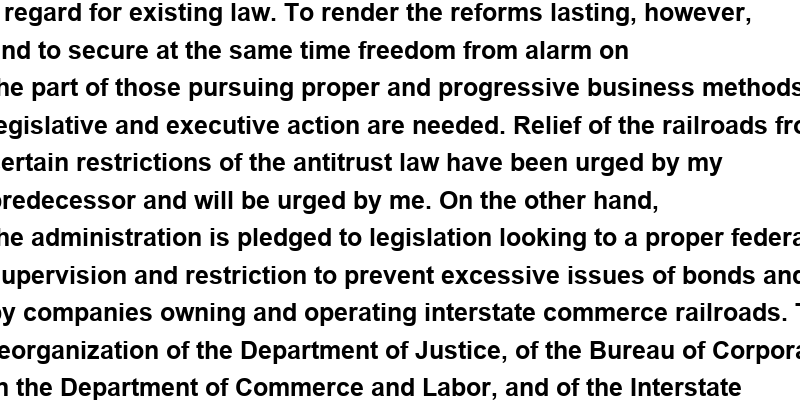 regard for existing law. To render the reforms lasting, however,
nd to secure at the same time freedom from alarm on
he part of those pursuing proper and progressive business methods
egislative and executive action are needed. Relief of the railroads fro
ertain restrictions of the antitrust law have been urged by my
predecessor and will be urged by me. On the other hand,
he administration is pledged to legislation looking to a proper federa
upervision and restriction to prevent excessive issues of bonds and
by companies owning and operating interstate commerce railroads. T
eorganization of the Department of Justice, of the Bureau of Corpora
n the Department of Commerce and Labor, and of the Interstate